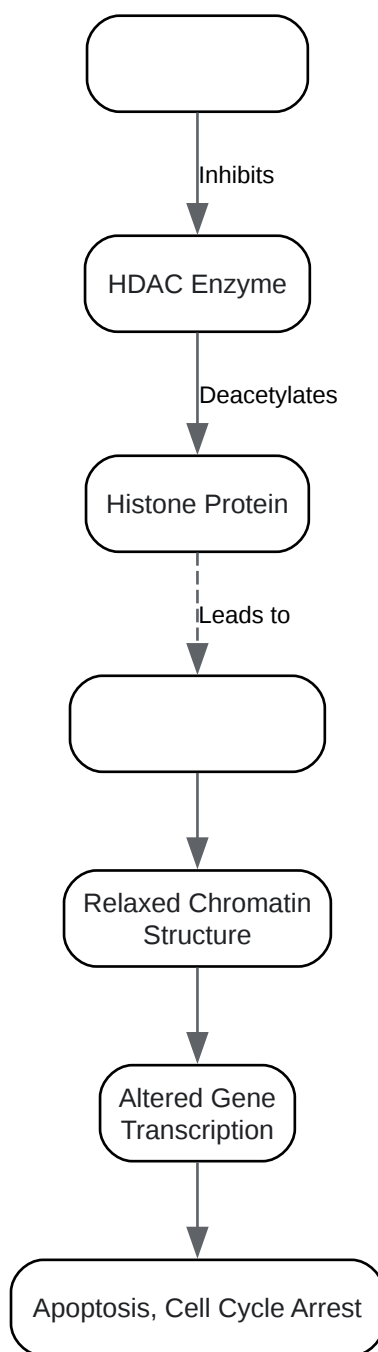 Inhibits
HDAC Enzyme
Deacetylates
Histone Protein
Leads to
Relaxed Chromatin
Structure
Altered Gene
Transcription
Apoptosis, Cell Cycle Arrest